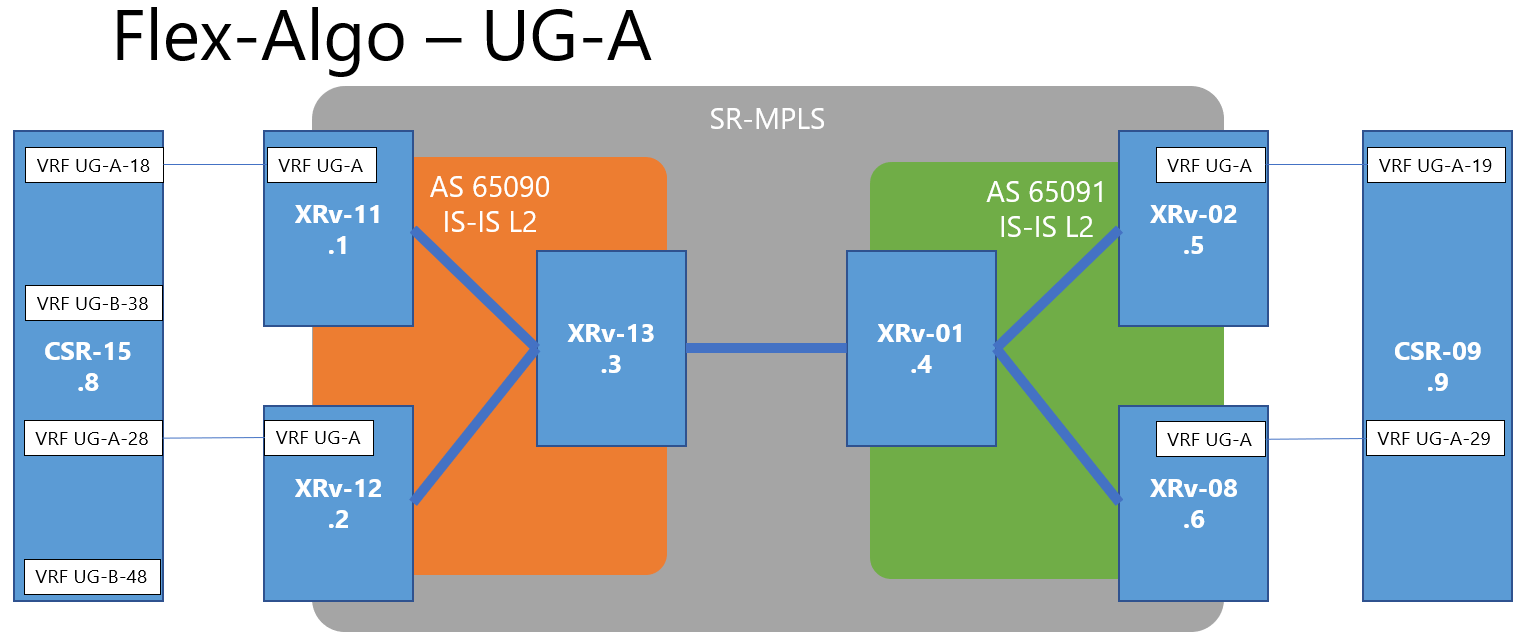 Flex-Algo – UG-A
SR-MPLS
VRF UG-A-18
VRF UG-B-38
CSR-15
.8
VRF UG-A-28
VRF UG-B-48
VRF UG-A
XRv-11
.1
VRF UG-A
XRv-12
.2
AS 65090
IS-IS L2
XRv-13
.3
XRv-01
.4
AS 65091
IS-IS L2
VRF UG-A
XRv-02
.5
VRF UG-A
XRv-08
.6
VRF UG-A-19
CSR-09
.9
VRF UG-A-29